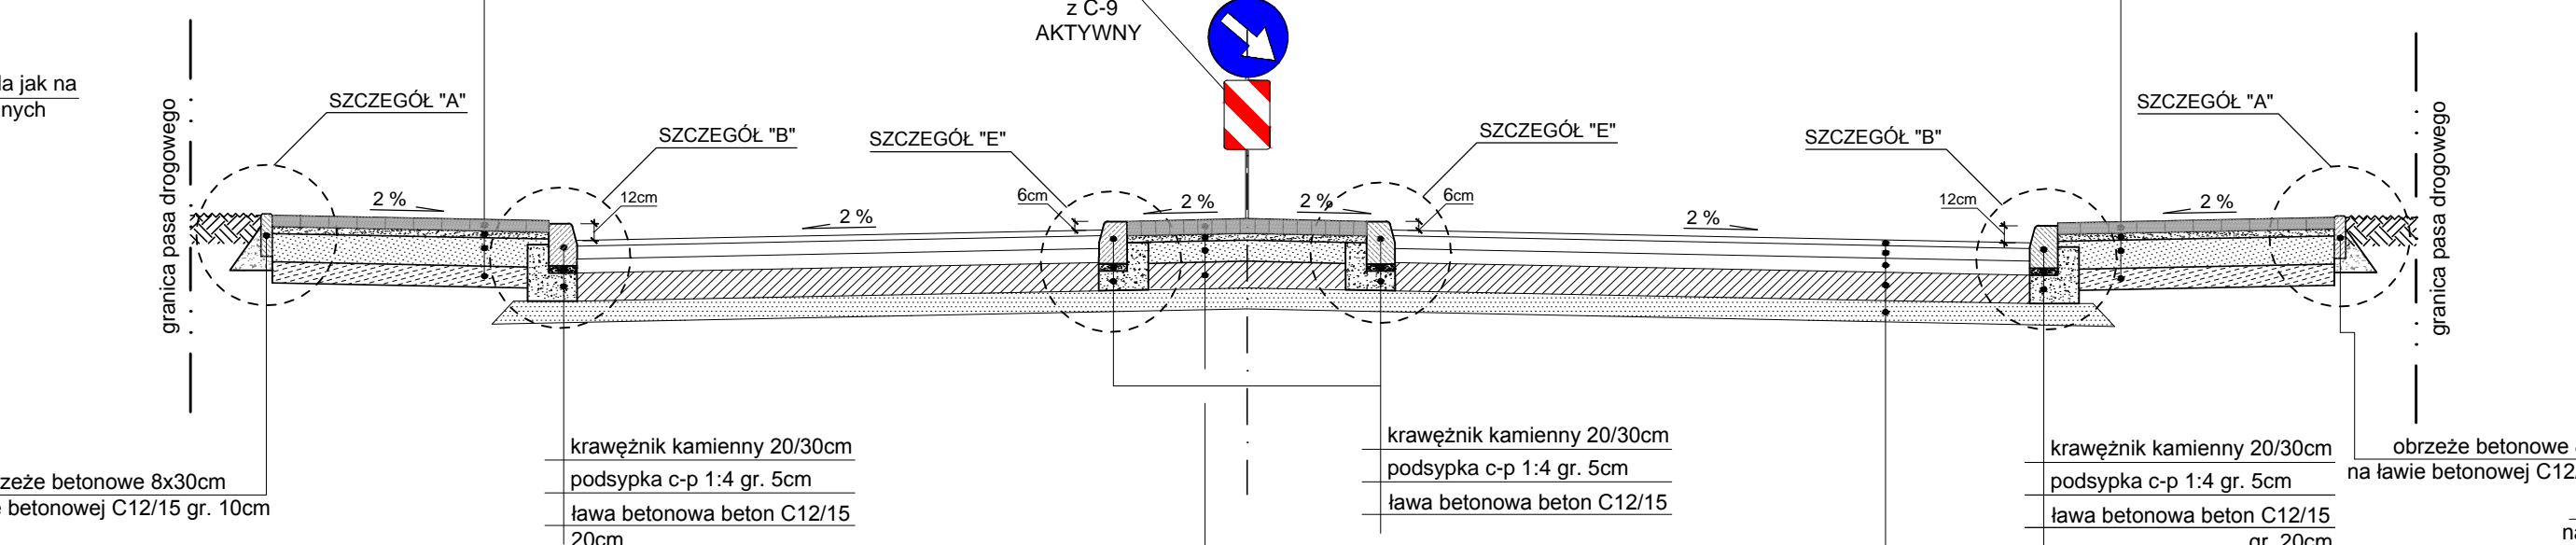 z C-9
AKTYWNY
jak na
nych
SZCZEGÓŁ "A"
SZCZEGÓŁ "B"
SZCZEGÓŁ "E"
SZCZEGÓŁ "E"
SZCZEGÓŁ "B"
SZCZEGÓŁ "A"
granica pasa drogowego
2 %
12cm
2 %
6cm
2 %
2 %
6cm
2 %
12cm
2 %
granica pasa drogowego
zeże betonowe 8x30cm
betonowej C12/15 gr. 10cm
krawężnik kamienny 20/30cm
podsypka c-p 1:4 gr. 5cm
ława betonowa beton C12/15
20cm
krawężnik kamienny 20/30cm
podsypka c-p 1:4 gr. 5cm
ława betonowa beton C12/15
krawężnik kamienny 20/30cm
podsypka c-p 1:4 gr. 5cm
ława betonowa beton C12/15
gr. 20cm
obrzeże betonowe
na ławie betonowej C12/